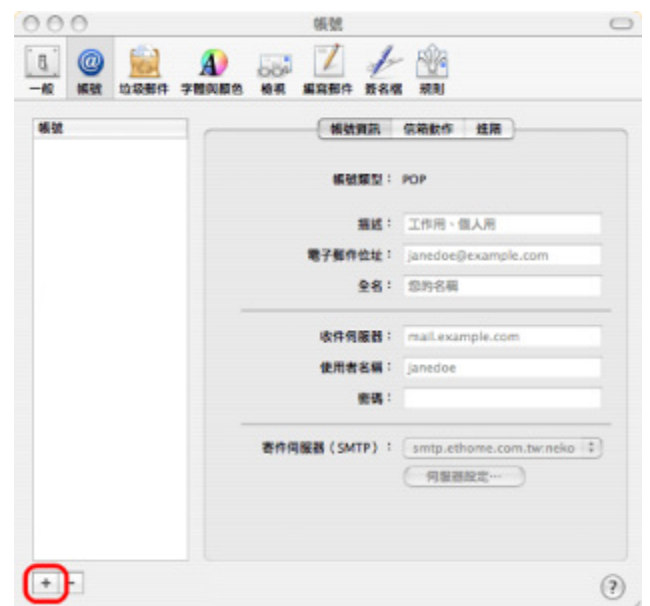 帳號
一般 帳號 垃圾郵件 字體與顏色 檢視 編寫郵件 簽名檔 規則
帳號
帳號資訊 信箱動作 進階
帳號類型： POP
描述： 工作用、個人用
電子郵件位址： janedoe@example.com
全名： 您的名稱
收件伺服器： mail.example.com
使用者名稱： janedoe
密碼：
寄件伺服器（SMTP）： smtp.ethome.com.tw:neko
伺服器設定…
+ -
?